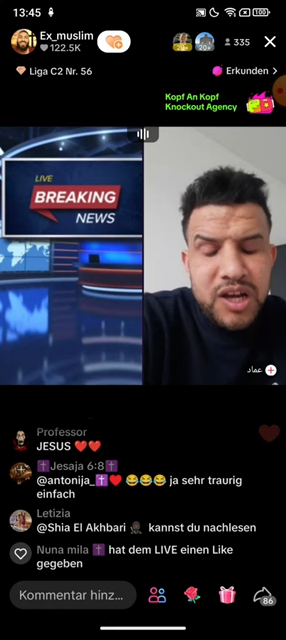 13:45
100
Ex_muslim
122.5K
20+
335
Liga C2 Nr. 56
Erkunden
Kopf An Kopf
Knockout Agency
LIVE
BREAKING
NEWS
عماد
Professor
JESUS ❤️❤️
✝️Jesaja 6:8✝️
@antonija_✝️♥️ 😂😂😂 ja sehr traurig
einfach
Letizia
@Shia El Akhbari kannst du nachlesen
Nuna mila ✝️ hat dem LIVE einen Like
gegeben
Kommentar hinz...
86